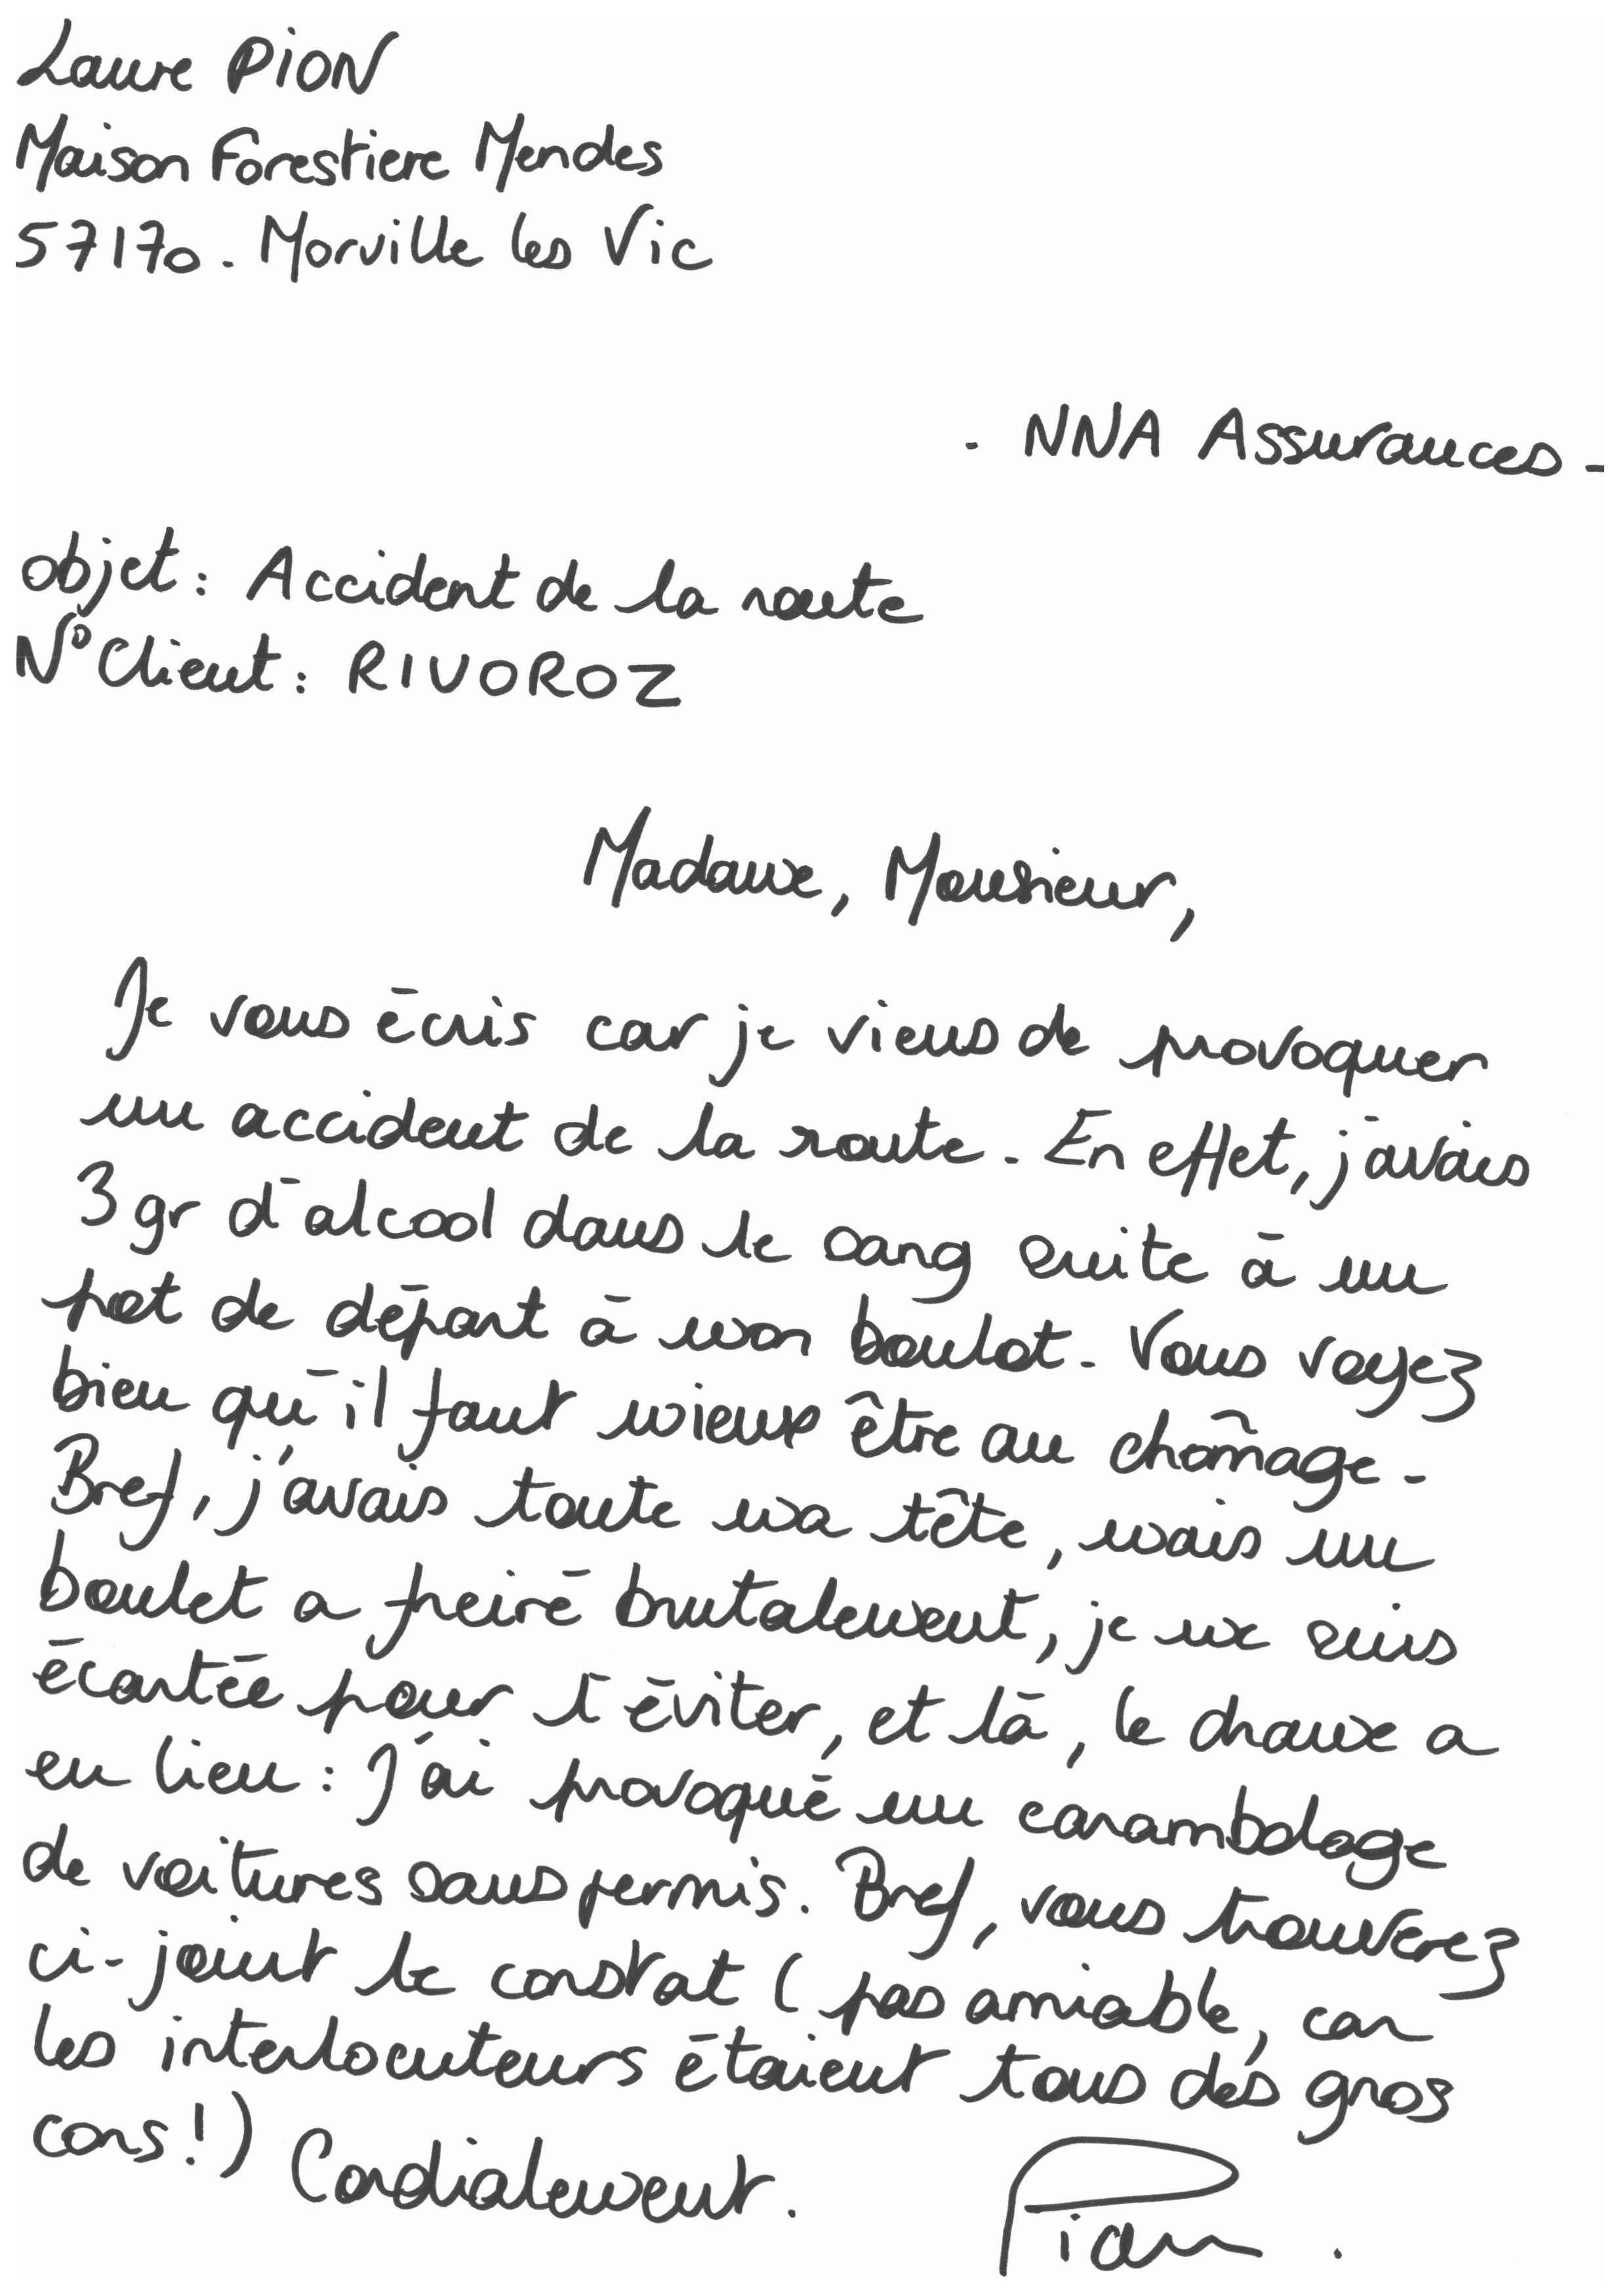 Laure PION
Maison Forestiere Mendes
57170. Morville les Vic
- NNA Assurances -
objet : Accident de la route
N° Client : RIVOROZ
Madame, Monsieur,
Je vous écris car je viens de provoquer
un accident de la route. En effet, j'avais
3 gr d'alcool dans le sang suite à un
pot de départ à mon boulot. Vous voyez
bien qu'il faut mieux être au chômage.
Bref, j'avais toute ma tête, mais un
boulet a freiné brutalement, je me suis
écartée pour l'éviter, et là, le drame a
eu lieu : J'ai provoqué un carambolage
de voitures sans permis. Bref, vous trouverez
ci-joint le constat (pas amiable, car
les interlocuteurs étaient tous des gros
cons!) Cordialement.
Pion.